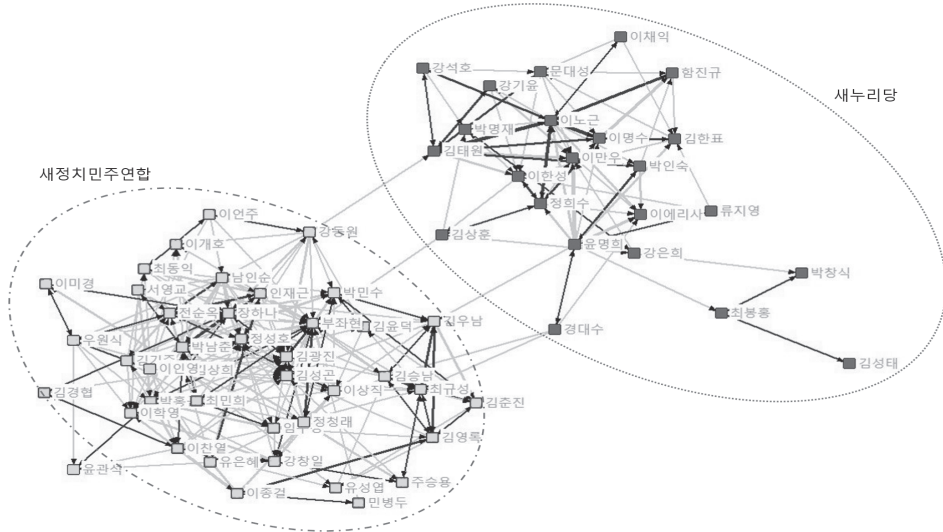 이채익
강석호
문대성
함진규
강기윤
새누리당
이노근
박명재
이명수
김한표
김태원
이만우
박인숙
이한성
새정치민주연합
정희수
이에리사
류지영
이언주
강동원
김상훈
이개호
윤명희
강은희
최동익
박창식
이미경
서영교
남인순
인재근
박민수
전순옥
장하나
최봉홍
부좌현
김윤덕
김우남
경대수
우원식
박남춘
정성호
김광진
이인영
김상희
김성태
김성곤
김승남
김경협
이상직
최규성
최민희
김준진
이학영
정청래
김영록
이찬열
윤관석
유은혜
강창일
주승용
이종걸
유성엽
민병두